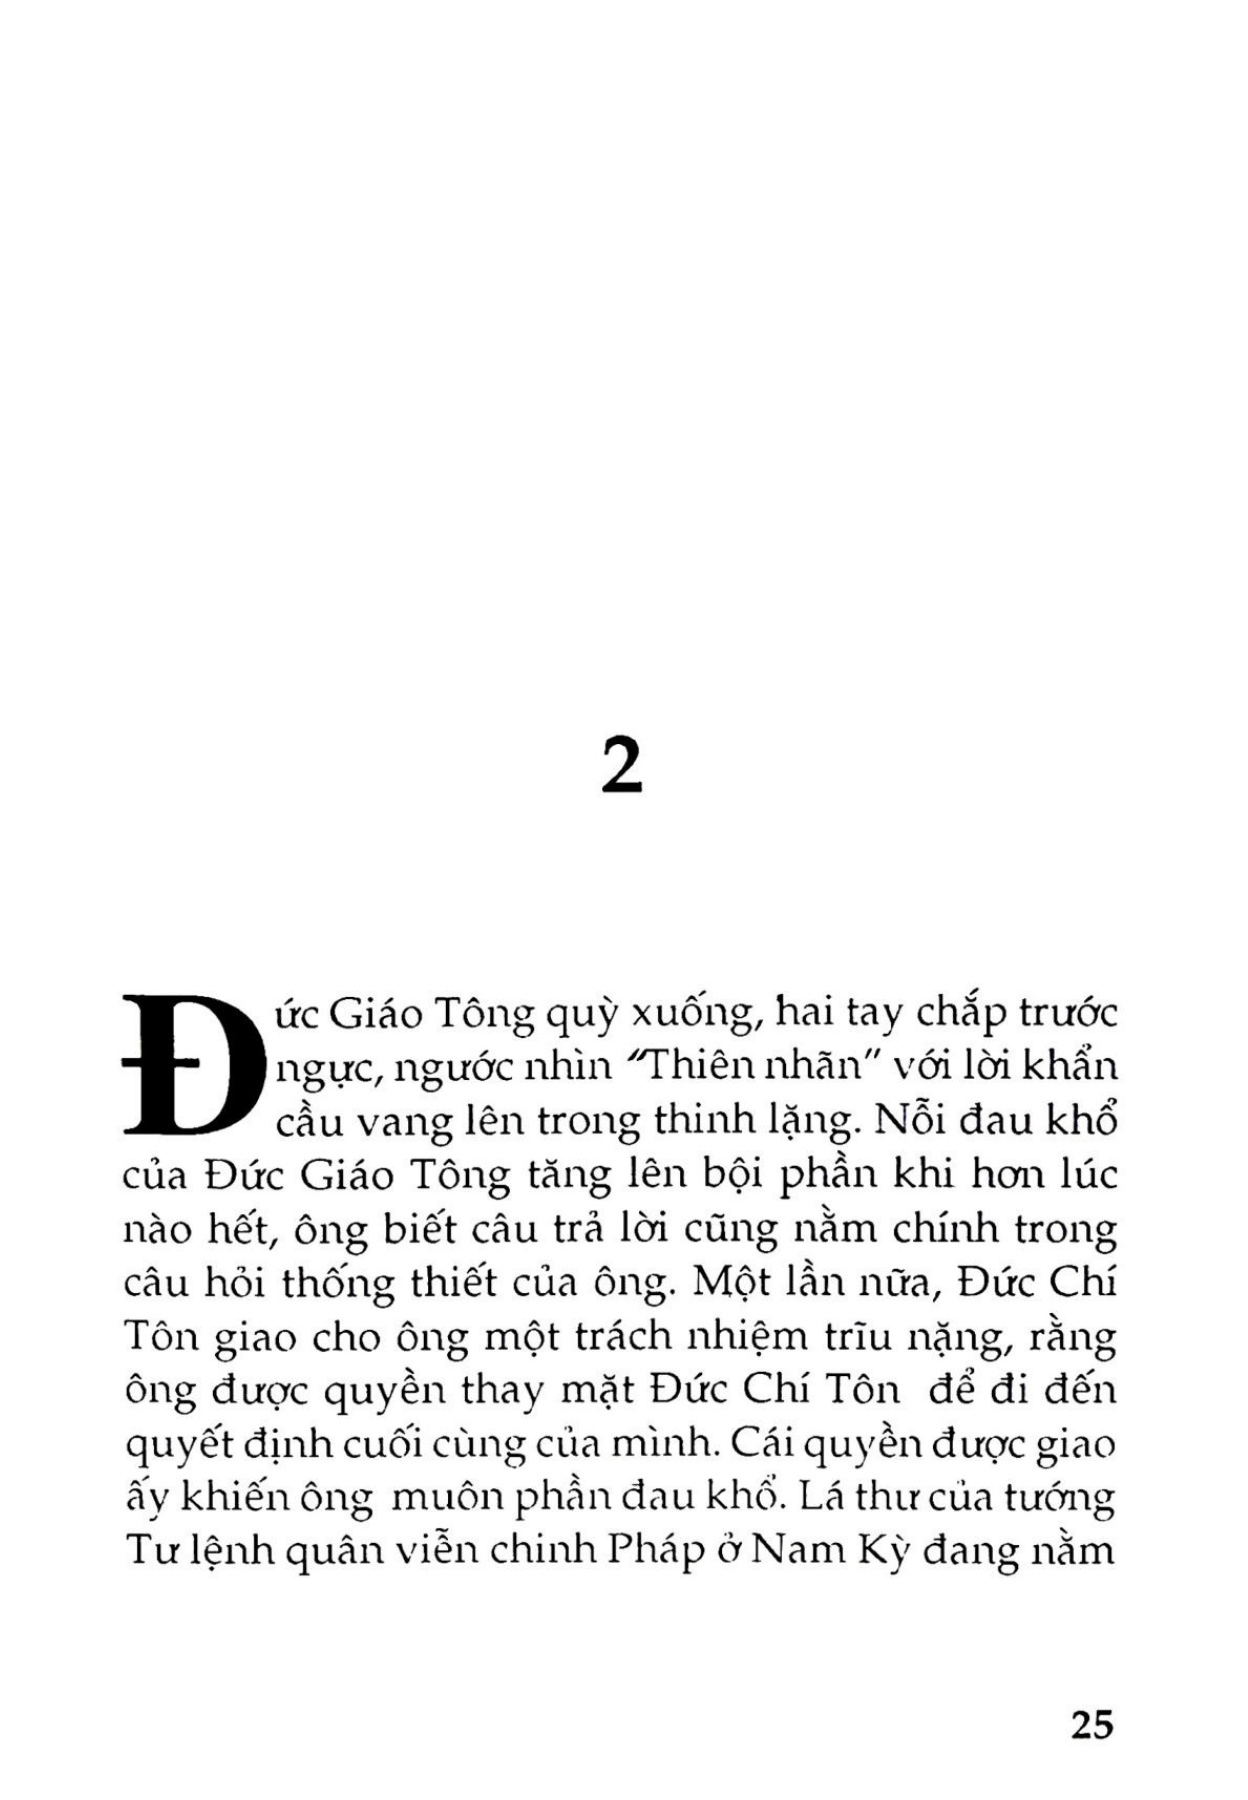 2
Đức Giáo Tông quỳ xuống, hai tay chắp trước
ngực, ngước nhìn "Thiên nhãn" với lời khẩn
cầu vang lên trong thinh lặng. Nỗi đau khổ
của Đức Giáo Tông tăng lên bội phần khi hơn lúc
nào hết, ông biết câu trả lời cũng nằm chính trong
câu hỏi thống thiết của ông. Một lần nữa, Đức Chí
Tôn giao cho ông một trách nhiệm trĩu nặng, rằng
ông được quyền thay mặt Đức Chí Tôn để đi đến
quyết định cuối cùng của mình. Cái quyền được giao
ấy khiến ông muôn phần đau khổ. Lá thư của tướng
Tư lệnh quân viễn chinh Pháp ở Nam Kỳ đang nằm
25